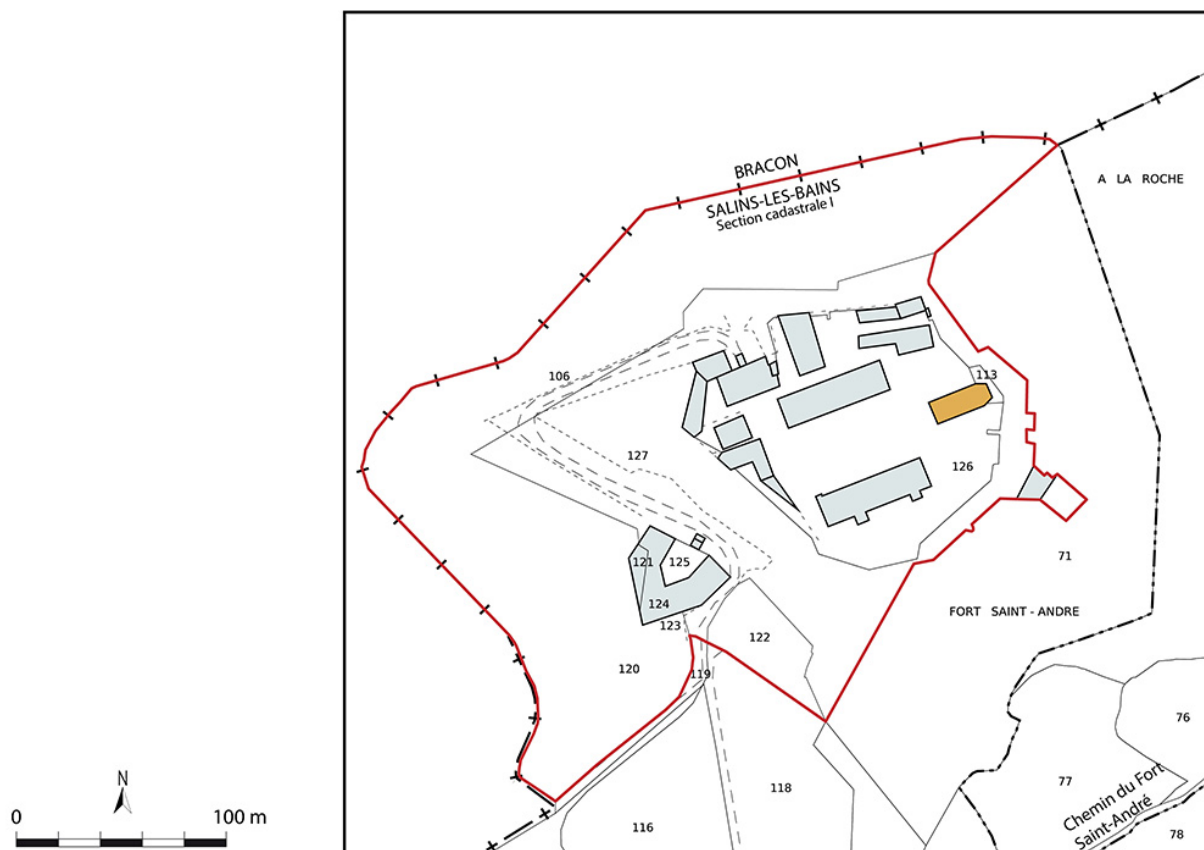 BRACON
SALINS-LES-BAINS
Section cadastrale I
A LA ROCHE
106
113
127
126
121
125
71
124
FORT SAINT - ANDRE
123
122
120
119
76
77
118
Chemin du Fort
Saint-André
116
78
N
0
100 m